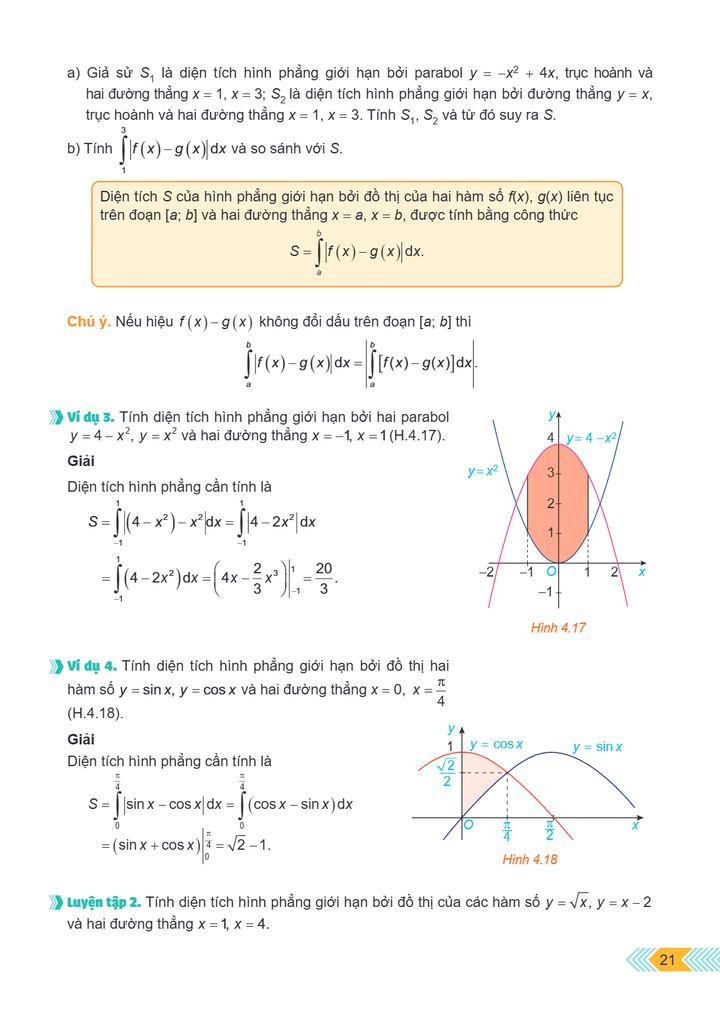 a) Giả sử S₁ là diện tích hình phẳng giới hạn bởi parabol y = −x² + 4x, trục hoành và
hai đường thẳng x = 1, x = 3; S₂ là diện tích hình phẳng giới hạn bởi đường thẳng y = x,
trục hoành và hai đường thẳng x = 1, x = 3. Tính S₁, S₂ và từ đó suy ra S.
b) Tính ∫₁³ |f(x) − g(x)| dx và so sánh với S.
Diện tích S của hình phẳng giới hạn bởi đồ thị của hai hàm số f(x), g(x) liên tục
trên đoạn [a; b] và hai đường thẳng x = a, x = b, được tính bằng công thức
S = ∫ₐᵇ |f(x) − g(x)| dx.
Chú ý. Nếu hiệu f(x) − g(x) không đổi dấu trên đoạn [a; b] thì
∫ₐᵇ |f(x) − g(x)| dx = |∫ₐᵇ [f(x) − g(x)]dx|.
Ví dụ 3. Tính diện tích hình phẳng giới hạn bởi hai parabol
y = 4 − x², y = x² và hai đường thẳng x = −1, x = 1 (H.4.17).
Giải
Diện tích hình phẳng cần tính là
S = ∫₋₁¹ |(4 − x²) − x²| dx = ∫₋₁¹ |4 − 2x²| dx
= ∫₋₁¹ (4 − 2x²) dx = (4x − 2/3 x³)|₋₁¹ = 20/3.
y
4
y = 4 − x²
y = x²
3
2
1
−2
−1
O
1
2
x
−1
Hình 4.17
Ví dụ 4. Tính diện tích hình phẳng giới hạn bởi đồ thị hai
hàm số y = sin x, y = cos x và hai đường thẳng x = 0, x = π/4
(H.4.18).
Giải
Diện tích hình phẳng cần tính là
S = ∫₀^(π/4) |sin x − cos x| dx = ∫₀^(π/4) (cos x − sin x) dx
= (sin x + cos x)|₀^(π/4) = √2 − 1.
y
1
y = cos x
y = sin x
√2/2
O
π/4
π/2
x
Hình 4.18
Luyện tập 2. Tính diện tích hình phẳng giới hạn bởi đồ thị của các hàm số y = √x, y = x − 2
và hai đường thẳng x = 1, x = 4.
21